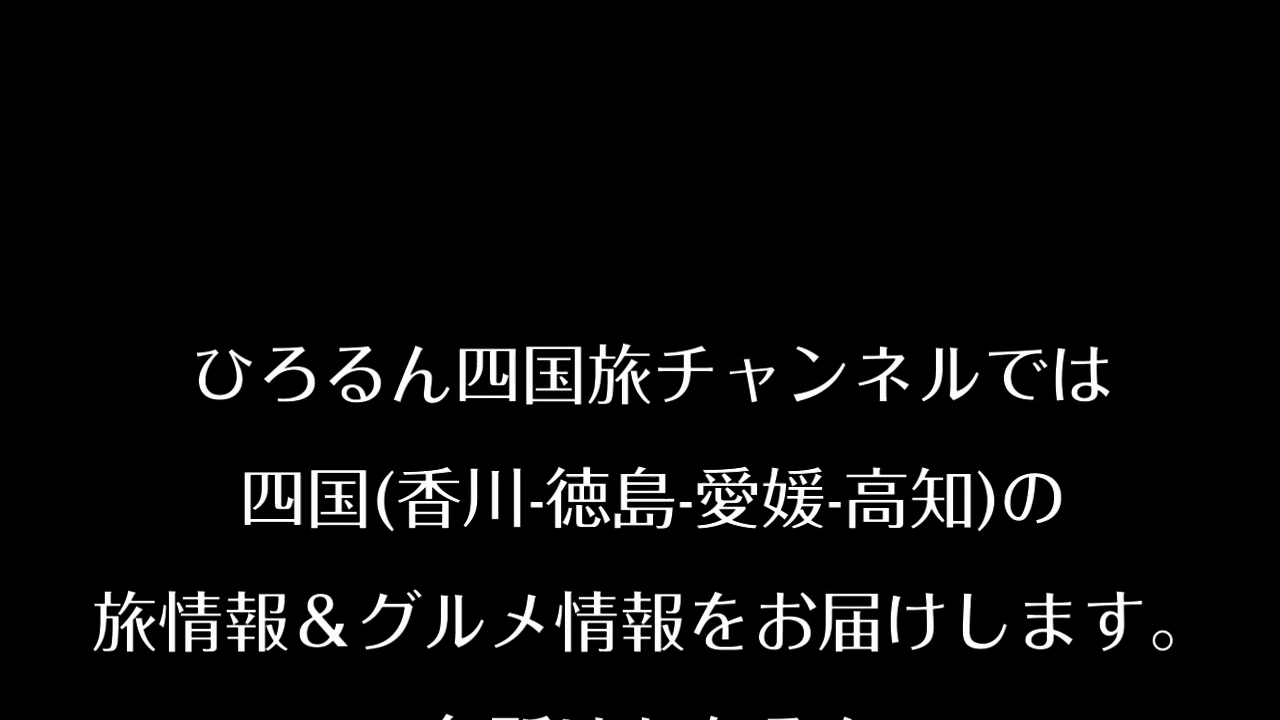 ひろるん四国旅チャンネルでは
四国(香川-徳島-愛媛-高知)の
旅情報＆グルメ情報をお届けします。